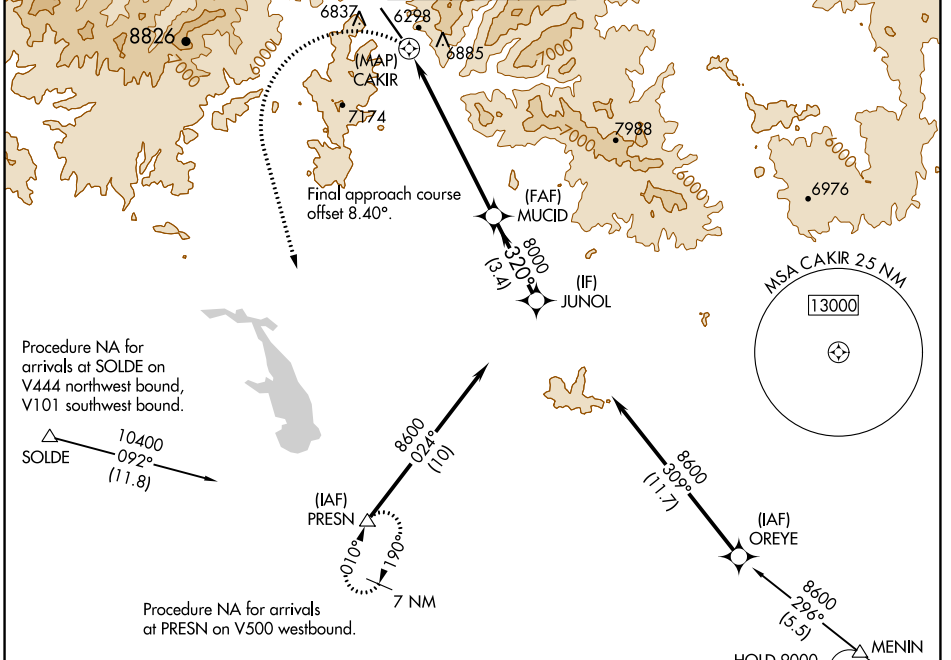 6837
6298
8826
6885
(MAP)
CAKIR
7000
6000
7000
7174
7988
7000
6000
6000
6976
Final approach course
offset 8.40°.
(FAF)
MUCID
8000
320°
(3.4)
(IF)
JUNOL
MSA CAKIR 25 NM
13000
Procedure NA for
arrivals at SOLDE on
V444 northwest bound,
V101 southwest bound.
10400
092°
(11.8)
SOLDE
8600
024°
(10)
(IAF)
PRESN
010°
190°
7 NM
8600
309°
(11.7)
(IAF)
OREYE
8600
296°
(5.5)
MENIN
Procedure NA for arrivals
at PRESN on V500 westbound.